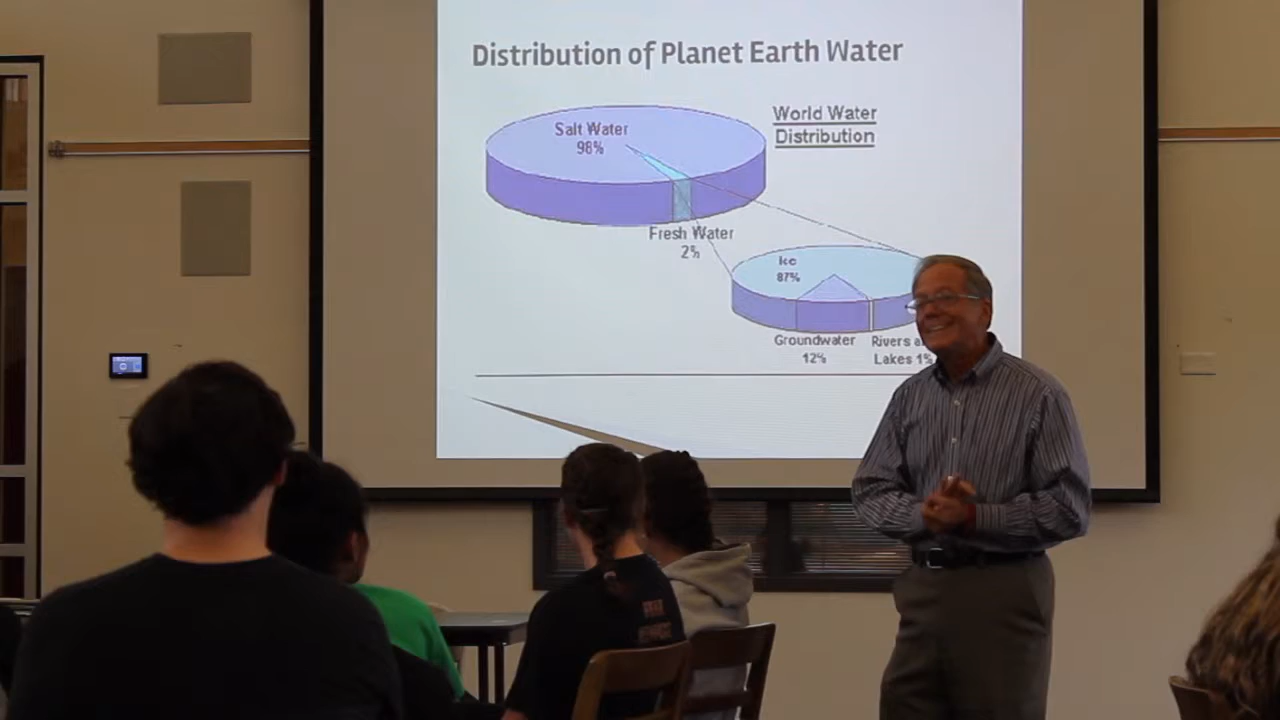 Distribution of Planet Earth Water
World Water
Distribution
Salt Water
98%
Fresh Water
2%
Ice
87%
Groundwater
12%
Rivers a
Lakes 1%